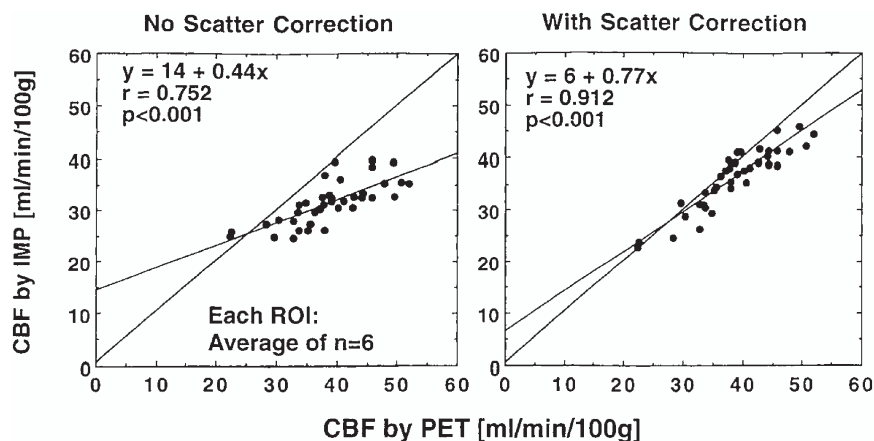 No Scatter Correction
With Scatter Correction
CBF by IMP [ml/min/100g]
60
50
40
30
20
10
0
y = 14 + 0.44x
r = 0.752
p<0.001
Each ROI:
Average of n=6
0 10 20 30 40 50 60
60
50
40
30
20
10
0
y = 6 + 0.77x
r = 0.912
p<0.001
0 10 20 30 40 50 60
CBF by PET [ml/min/100g]